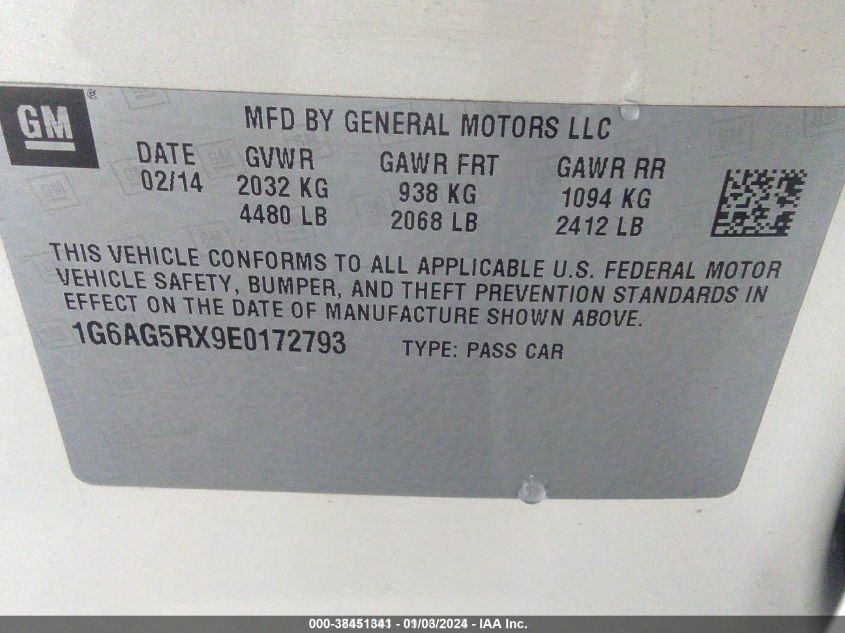 GM ®
MFD BY GENERAL MOTORS LLC
DATE GVWR GAWR FRT GAWR RR
02/14 2032 KG 938 KG 1094 KG
4480 LB 2068 LB 2412 LB
THIS VEHICLE CONFORMS TO ALL APPLICABLE U.S. FEDERAL MOTOR
VEHICLE SAFETY, BUMPER, AND THEFT PREVENTION STANDARDS IN
EFFECT ON THE DATE OF MANUFACTURE SHOWN ABOVE.
1G6AG5RX9E0172793 TYPE: PASS CAR
000-38451341 - 01/03/2024 - IAA Inc.